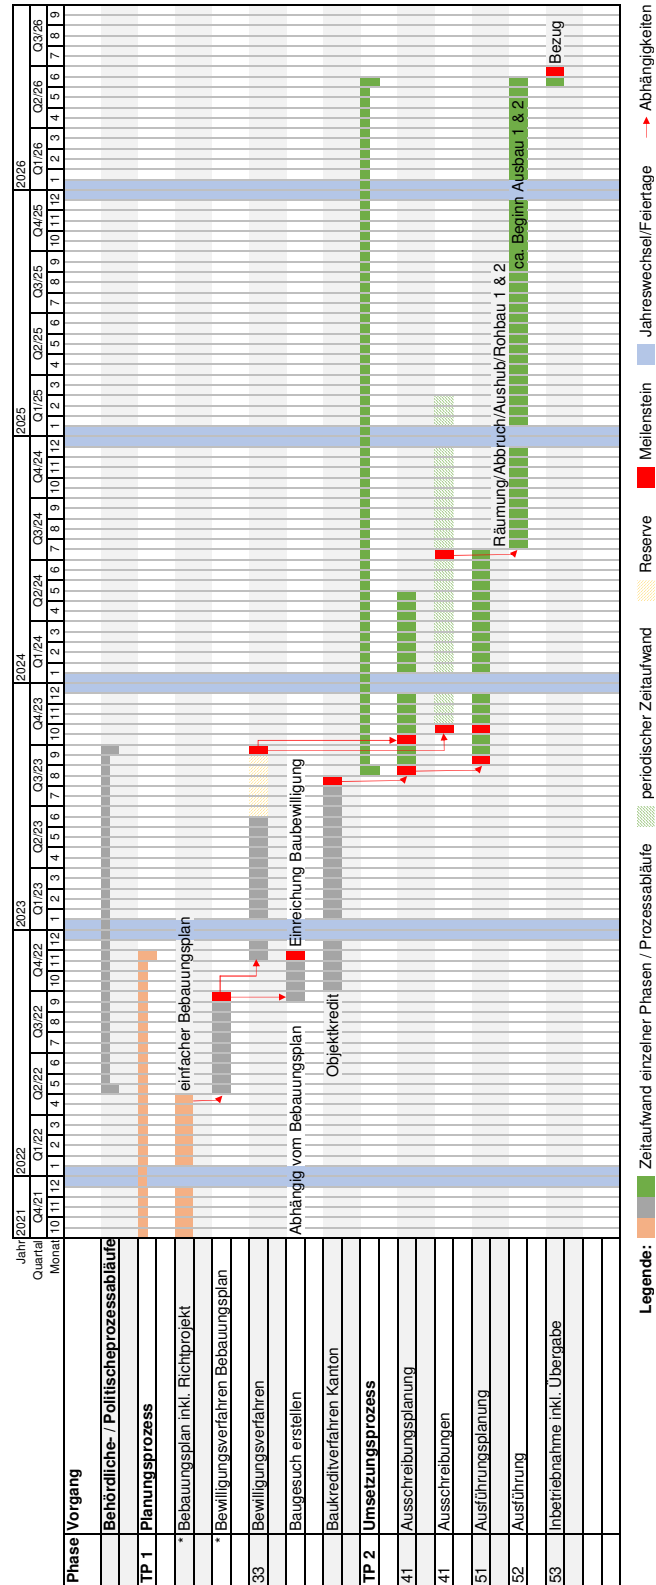 Jahr 2021 2022 2023 2024 2025 2026
Quartal Q4/21 Q1/22 Q2/22 Q3/22 Q4/22 Q1/23 Q2/23 Q3/23 Q4/23 Q1/24 Q2/24 Q3/24 Q4/24 Q1/25 Q2/25 Q3/25 Q4/25 Q1/26 Q2/26 Q3/26
Monat 10 11 12 1 2 3 4 5 6 7 8 9 10 11 12 1 2 3 4 5 6 7 8 9 10 11 12 1 2 3 4 5 6 7 8 9 10 11 12 1 2 3 4 5 6 7 8 9 10 11 12 1 2 3 4 5 6 7 8 9
Phase Vorgang
Behördliche- / Politischeprozessabläufe
TP 1 Planungsprozess
* Bebauungsplan inkl. Richtprojekt einfacher Bebauungsplan
* Bewilligungsverfahren Bebauungsplan
33 Bewilligungsverfahren
Baugesuch erstellen Abhängig vom Bebauungsplan Einreichung Baubewilligung
Baukreditverfahren Kanton Objektkredit
TP 2 Umsetzungsprozess
41 Ausschreibungsplanung
41 Ausschreibungen
51 Ausführungsplanung Räumung/Abbruch/Aushub/Rohbau 1 & 2
52 Ausführung ca. Beginn Ausbau 1 & 2
53 Inbetriebnahme inkl. Übergabe Bezug
Legende: Zeitaufwand einzelner Phasen / Prozessabläufe periodischer Zeitaufwand Reserve Meilenstein Jahreswechsel/Feiertage Abhängigkeiten